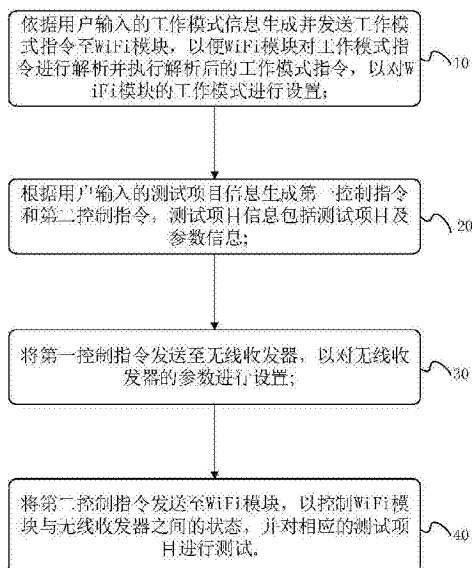 依据用户输入的工作模式信息生成并发送工作模
式指令至WiFi模块，以便WiFi模块对工作模式指
令进行解析并执行解析后的工作模式指令，以对W
iFi模块的工作模式进行设置；
10
根据用户输入的测试项目信息生成第一控制指令
和第二控制指令，测试项目信息包括测试项目及
参数信息；
20
将第一控制指令发送至无线收发器，以对无线收
发器的参数进行设置；
30
将第二控制指令发送至WiFi模块，以控制WiFi模
块与无线收发器之间的状态，并对相应的测试项
目进行测试。
40